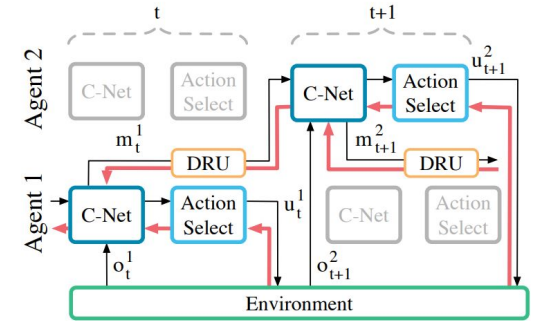 t
t+1
Agent 2
C-Net
Action
Select
C-Net
Action
Select
u²ₜ₊₁
m¹ₜ
DRU
m²ₜ₊₁
DRU
Agent 1
C-Net
Action
Select
u¹ₜ
C-Net
Action
Select
o¹ₜ
o²ₜ₊₁
Environment